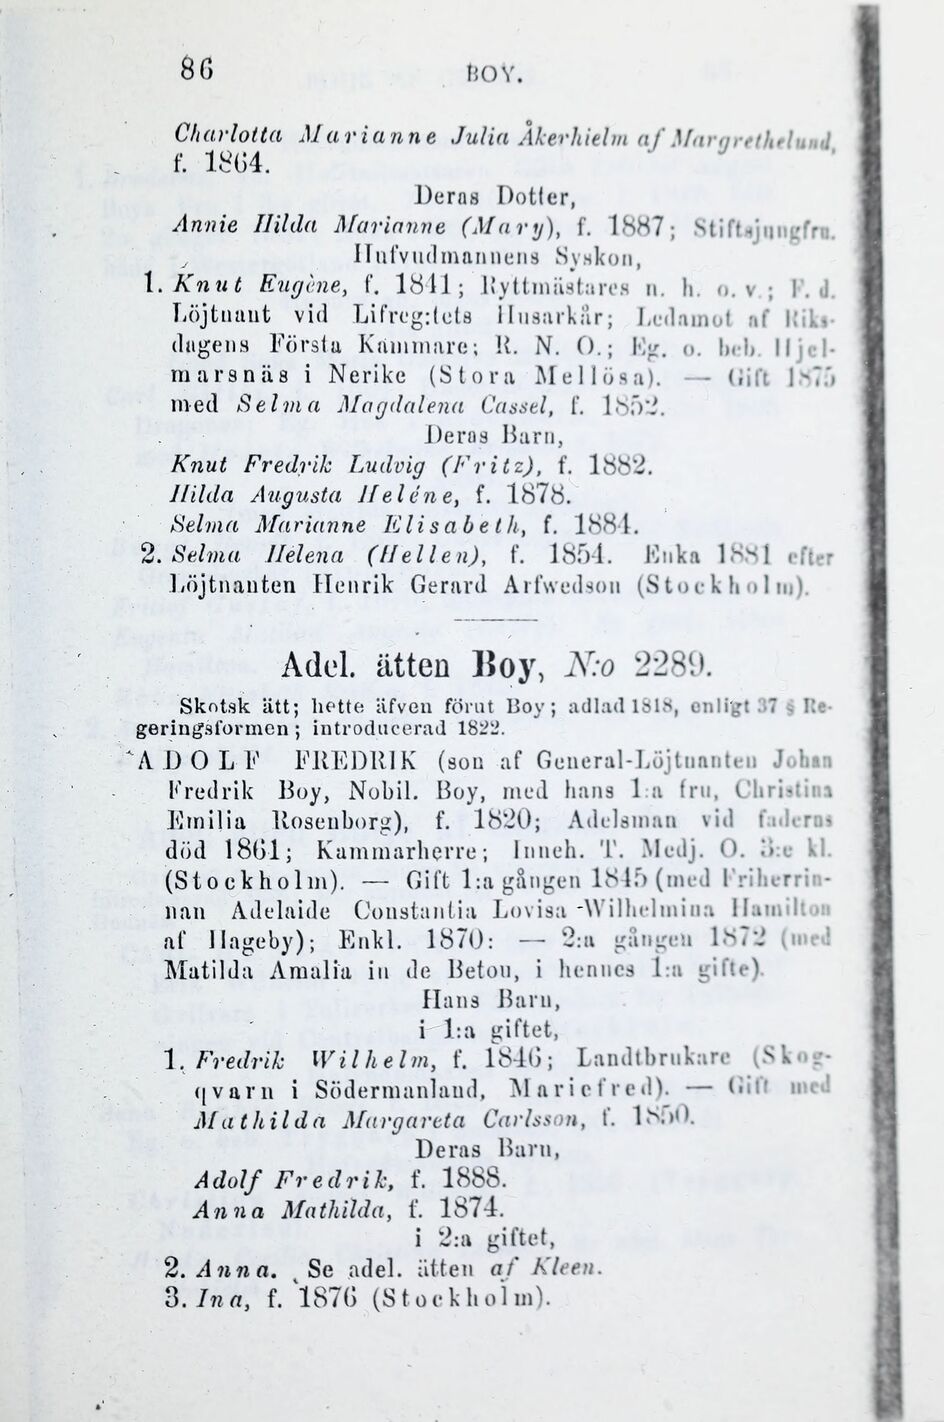 86 BOY.
Charlotta Marianne Julia Åkerhielm af Margrethelund,
f. 1864.
Deras Dotter,
Annie Hilda Marianne (Mary), f. 1887; Stiftsjungfru.
Hufvudmannens Syskon,
1. Knut Eugène, f. 1841; Ryttmästares n. h. o. v.; F. d.
Löjtnant vid Lifreg:tets Husarkår; Ledamot af Riks-
dagens Första Kammare; R. N. O.; Eg. o. beb. Hjel-
marsnäs i Nerike (Stora Mellösa). — Gift 1875
med Selma Magdalena Cassel, f. 1852.
Deras Barn,
Knut Fredrik Ludvig (Fritz), f. 1882.
Hilda Augusta Heléne, f. 1878.
Selma Marianne Elisabeth, f. 1884.
2. Selma Helena (Hellen), f. 1854. Enka 1881 efter
Löjtnanten Henrik Gerard Arfwedson (Stockholm).
Adel. ätten Boy, N:o 2289.
Skotsk ätt; hette äfven förut Boy; adlad 1818, enligt 37 § Re-
geringsformen; introducerad 1822.
ADOLF FREDRIK (son af General-Löjtnanten Johan
Fredrik Boy, Nobil. Boy, med hans 1:a fru, Christina
Emilia Rosenborg), f. 1820; Adelsman vid faderns
död 1861; Kammarherre; Inneh. T. Medj. O. 3:e kl.
(Stockholm). — Gift 1:a gången 1845 (med Friherrin-
nan Adelaide Constantia Lovisa Wilhelmina Hamilton
af Hageby); Enkl. 1870: — 2:a gången 1872 (med
Matilda Amalia in de Betou, i hennes 1:a gifte).
Hans Barn,
i 1:a giftet,
1. Fredrik Wilhelm, f. 1846; Landtbrukare (Skog-
qvarn i Södermanland, Mariefred). — Gift med
Mathilda Margareta Carlsson, f. 1850.
Deras Barn,
Adolf Fredrik, f. 1888.
Anna Mathilda, f. 1874.
i 2:a giftet,
2. Anna. Se adel. ätten af Kleen.
3. Ina, f. 1876 (Stockholm).